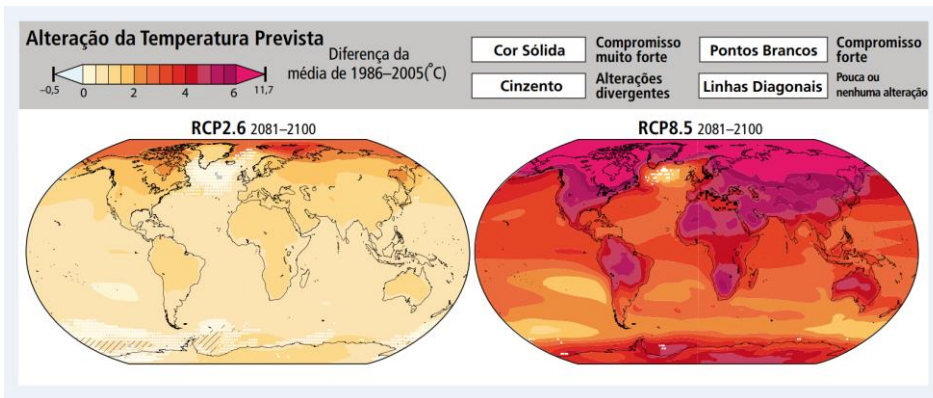 Alteração da Temperatura Prevista
Diferença da
média de 1986–2005(°C)
–0,5 0 2 4 6 11,7
Cor Sólida
Compromisso
muito forte
Pontos Brancos
Compromisso
forte
Cinzento
Alterações
divergentes
Linhas Diagonais
Pouca ou
nenhuma alteração
RCP2.6 2081–2100
RCP8.5 2081–2100